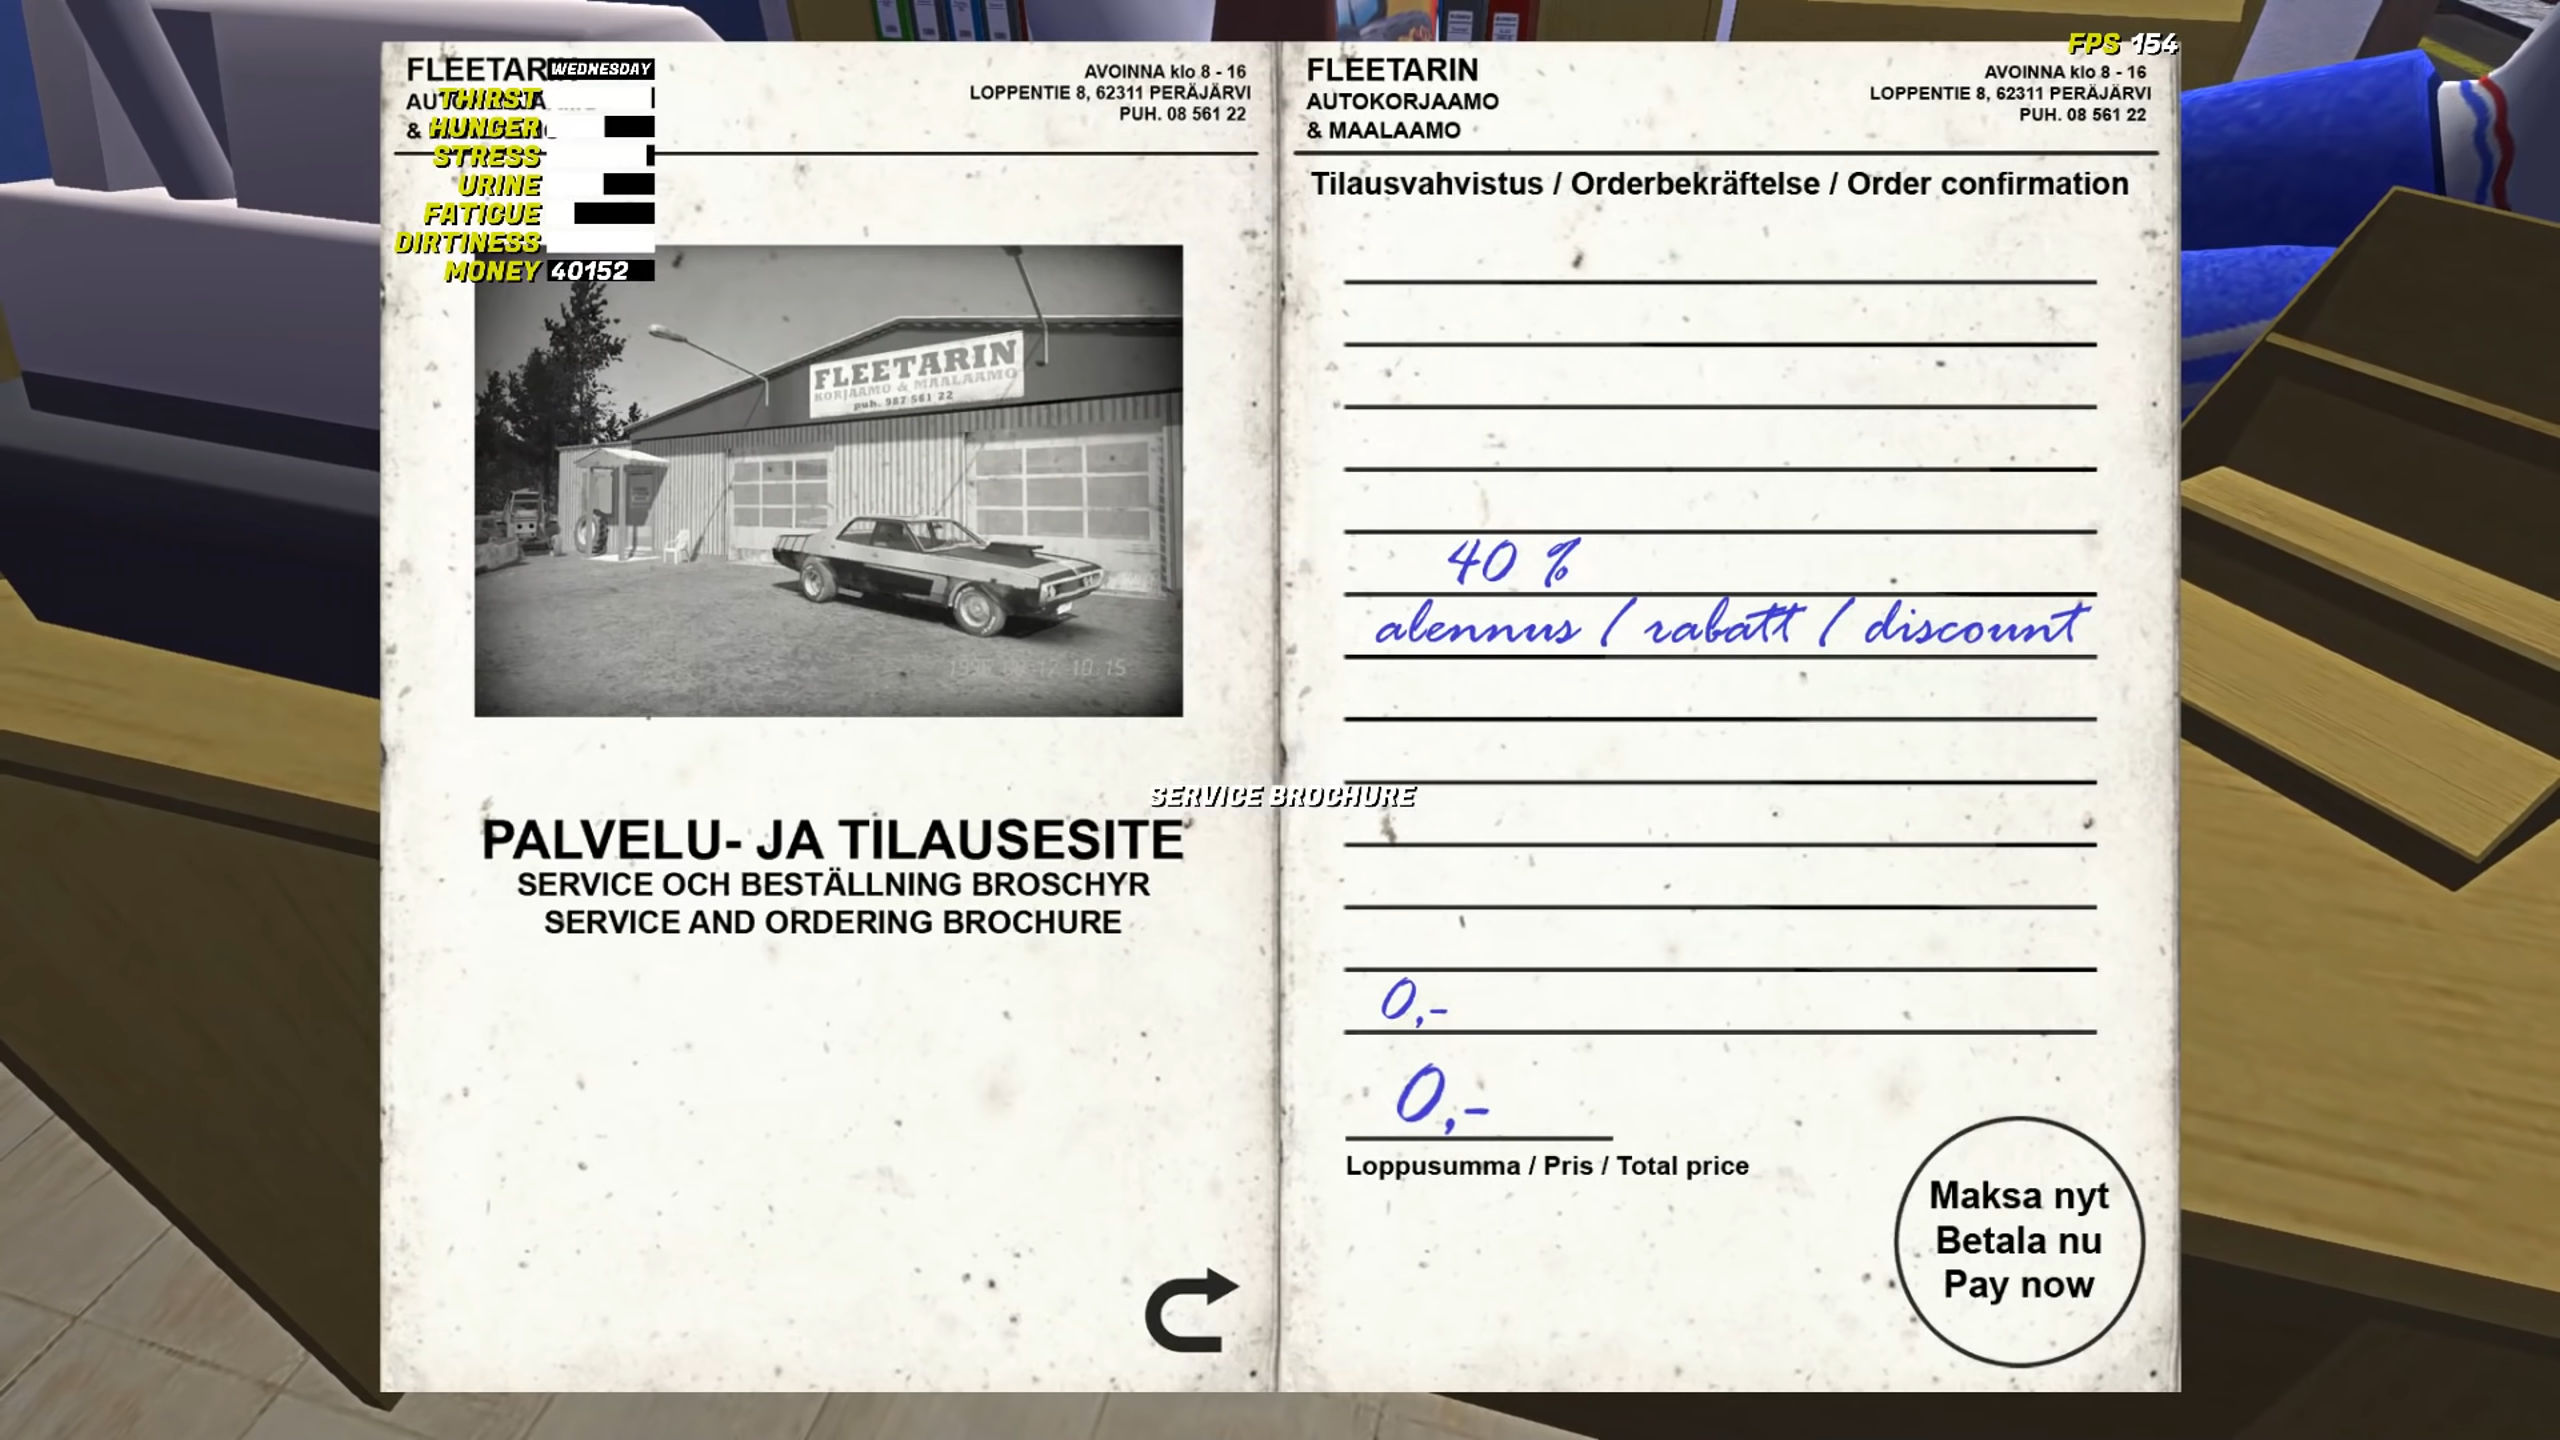 FPS 154
FLEETAR
WEDNESDAY
THIRST
HUNGER
STRESS
URINE
FATIGUE
DIRTINESS
MONEY 40152
AVOINNA klo 8 - 16
LOPPENTIE 8, 62311 PERÄJÄRVI
PUH. 08 561 22
FLEETARIN
KORJAAMO & MAALAAMO
puh. 987 561 22
PALVELU- JA TILAUSESITE
SERVICE OCH BESTÄLLNING BROSCHYR
SERVICE AND ORDERING BROCHURE
SERVICE BROCHURE
FLEETARIN
AUTOKORJAAMO
& MAALAAMO
AVOINNA klo 8 - 16
LOPPENTIE 8, 62311 PERÄJÄRVI
PUH. 08 561 22
Tilausvahvistus / Orderbekräftelse / Order confirmation
40 %
alennus / rabatt / discount
0,-
0,-
Loppusumma / Pris / Total price
Maksa nyt
Betala nu
Pay now